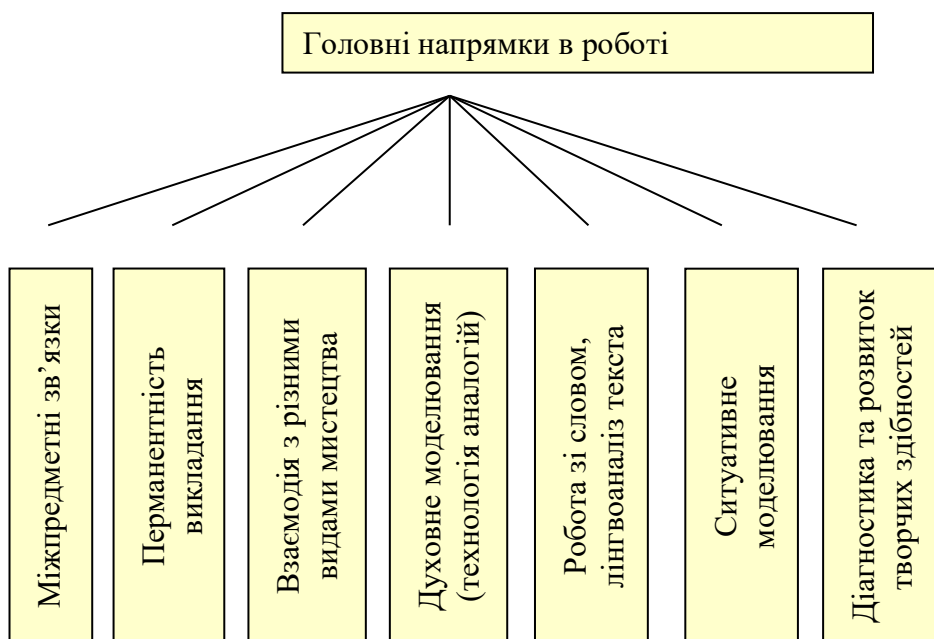 Головні напрямки в роботі
Міжпредметні зв’язки
Перманентність
викладання
Взаємодія з різними
видами мистецтва
Духовне моделювання
(технологія аналогій)
Робота зі словом,
лінгвоаналіз текста
Ситуативне
моделювання
Діагностика та розвиток
творчих здібностей